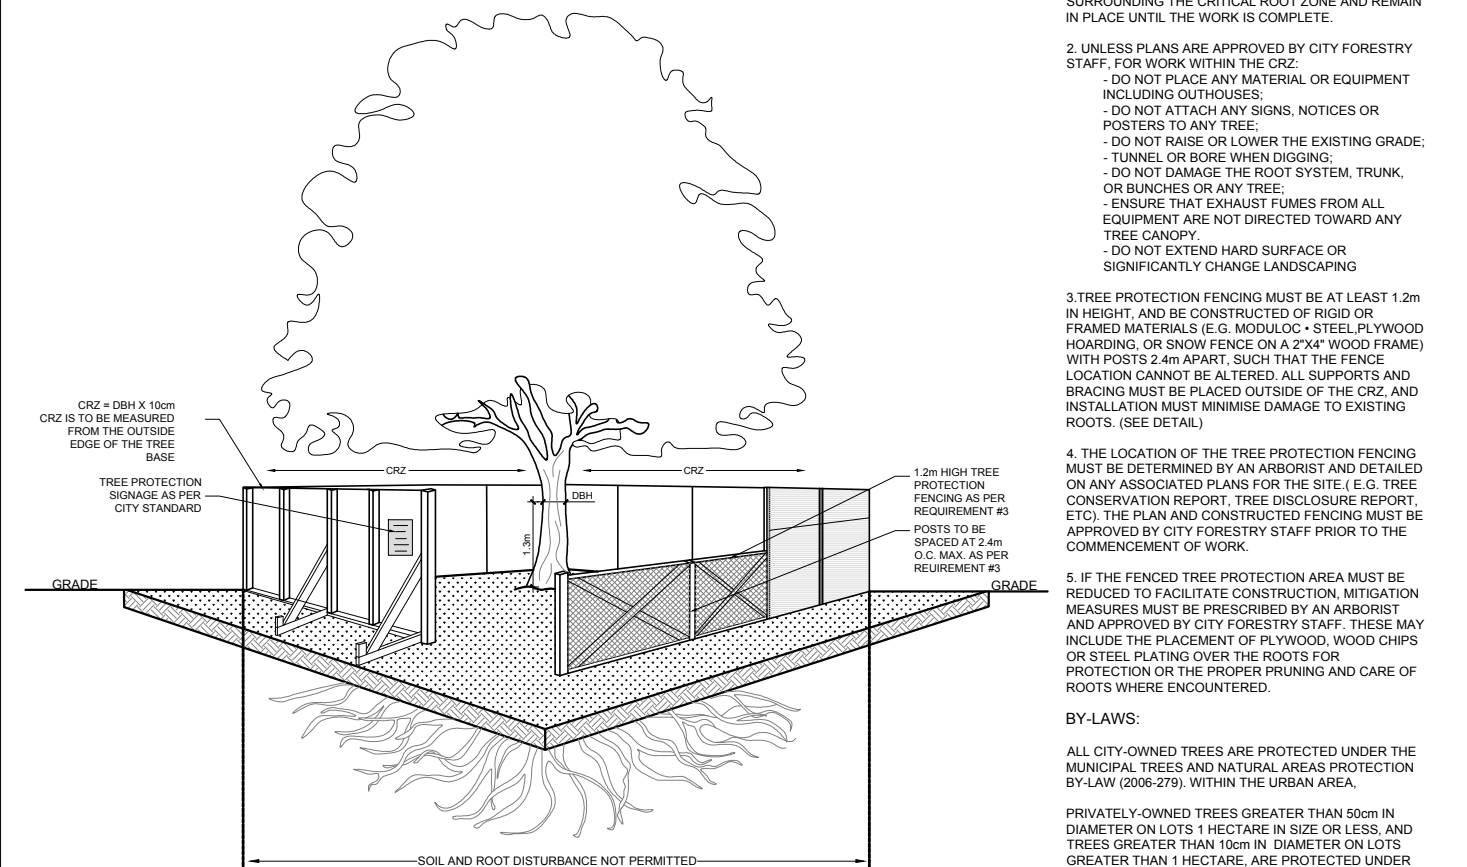 SURROUNDING THE CRITICAL ROOT ZONE AND REMAIN
IN PLACE UNTIL THE WORK IS COMPLETE.
2. UNLESS PLANS ARE APPROVED BY CITY FORESTRY
STAFF, FOR WORK WITHIN THE CRZ:
- DO NOT PLACE ANY MATERIAL OR EQUIPMENT
INCLUDING OUTHOUSES;
- DO NOT ATTACH ANY SIGNS, NOTICES OR
POSTERS TO ANY TREE;
- DO NOT RAISE OR LOWER THE EXISTING GRADE;
- TUNNEL OR BORE WHEN DIGGING;
- DO NOT DAMAGE THE ROOT SYSTEM, TRUNK,
OR BUNCHES OR ANY TREE;
- ENSURE THAT EXHAUST FUMES FROM ALL
EQUIPMENT ARE NOT DIRECTED TOWARD ANY
TREE CANOPY.
- DO NOT EXTEND HARD SURFACE OR
SIGNIFICANTLY CHANGE LANDSCAPING
3.TREE PROTECTION FENCING MUST BE AT LEAST 1.2m
IN HEIGHT, AND BE CONSTRUCTED OF RIGID OR
FRAMED MATERIALS (E.G. MODULOC • STEEL,PLYWOOD
HOARDING, OR SNOW FENCE ON A 2"X4" WOOD FRAME)
WITH POSTS 2.4m APART, SUCH THAT THE FENCE
LOCATION CANNOT BE ALTERED. ALL SUPPORTS AND
BRACING MUST BE PLACED OUTSIDE OF THE CRZ, AND
INSTALLATION MUST MINIMISE DAMAGE TO EXISTING
ROOTS. (SEE DETAIL)
4. THE LOCATION OF THE TREE PROTECTION FENCING
MUST BE DETERMINED BY AN ARBORIST AND DETAILED
ON ANY ASSOCIATED PLANS FOR THE SITE.( E.G. TREE
CONSERVATION REPORT, TREE DISCLOSURE REPORT,
ETC). THE PLAN AND CONSTRUCTED FENCING MUST BE
APPROVED BY CITY FORESTRY STAFF PRIOR TO THE
COMMENCEMENT OF WORK.
5. IF THE FENCED TREE PROTECTION AREA MUST BE
REDUCED TO FACILITATE CONSTRUCTION, MITIGATION
MEASURES MUST BE PRESCRIBED BY AN ARBORIST
AND APPROVED BY CITY FORESTRY STAFF. THESE MAY
INCLUDE THE PLACEMENT OF PLYWOOD, WOOD CHIPS
OR STEEL PLATING OVER THE ROOTS FOR
PROTECTION OR THE PROPER PRUNING AND CARE OF
ROOTS WHERE ENCOUNTERED.
BY-LAWS:
ALL CITY-OWNED TREES ARE PROTECTED UNDER THE
MUNICIPAL TREES AND NATURAL AREAS PROTECTION
BY-LAW (2006-279). WITHIN THE URBAN AREA,
PRIVATELY-OWNED TREES GREATER THAN 50cm IN
DIAMETER ON LOTS 1 HECTARE IN SIZE OR LESS, AND
TREES GREATER THAN 10cm IN DIAMETER ON LOTS
GREATER THAN 1 HECTARE, ARE PROTECTED UNDER
CRZ = DBH X 10cm
CRZ IS TO BE MEASURED
FROM THE OUTSIDE
EDGE OF THE TREE
BASE
TREE PROTECTION
SIGNAGE AS PER
CITY STANDARD
CRZ
CRZ
DBH
1.3m
1.2m HIGH TREE
PROTECTION
FENCING AS PER
REQUIREMENT #3
POSTS TO BE
SPACED AT 2.4m
O.C. MAX. AS PER
REUIREMENT #3
GRADE
GRADE
SOIL AND ROOT DISTURBANCE NOT PERMITTED